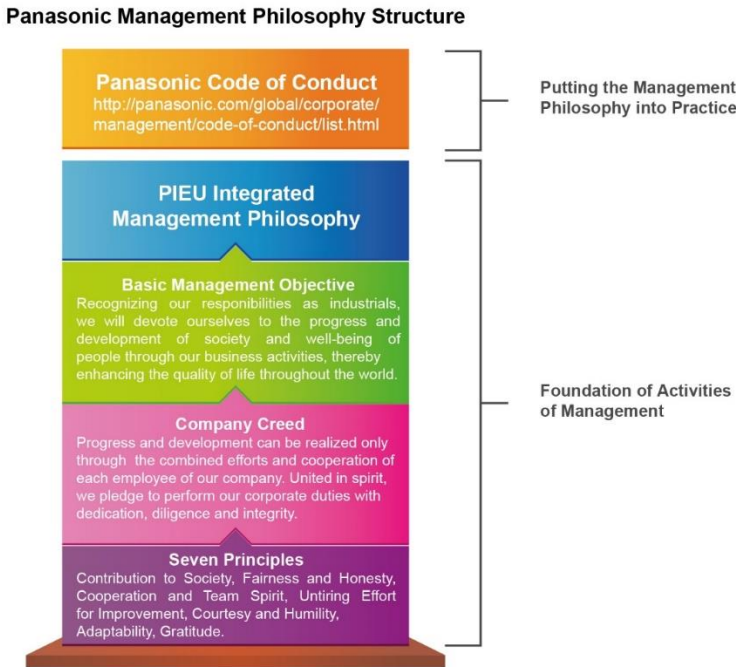 Panasonic Management Philosophy Structure
Panasonic Code of Conduct
http://panasonic.com/global/corporate/
management/code-of-conduct/list.html
Putting the Management
Philosophy into Practice
PIEU Integrated
Management Philosophy
Basic Management Objective
Recognizing our responibilities as industrials,
we will devote ourselves to the progress and
development of society and well-being of
people through our business activities, thereby
enhancing the quality of life throughout the world.
Company Creed
Progress and development can be realized only
through the combined efforts and cooperation of
each employee of our company. United in spirit,
we pledge to perform our corporate duties with
dedication, diligence and integrity.
Seven Principles
Contribution to Society, Fairness and Honesty,
Cooperation and Team Spirit, Untiring Effort
for Improvement, Courtesy and Humility,
Adaptability, Gratitude.
Foundation of Activities
of Management